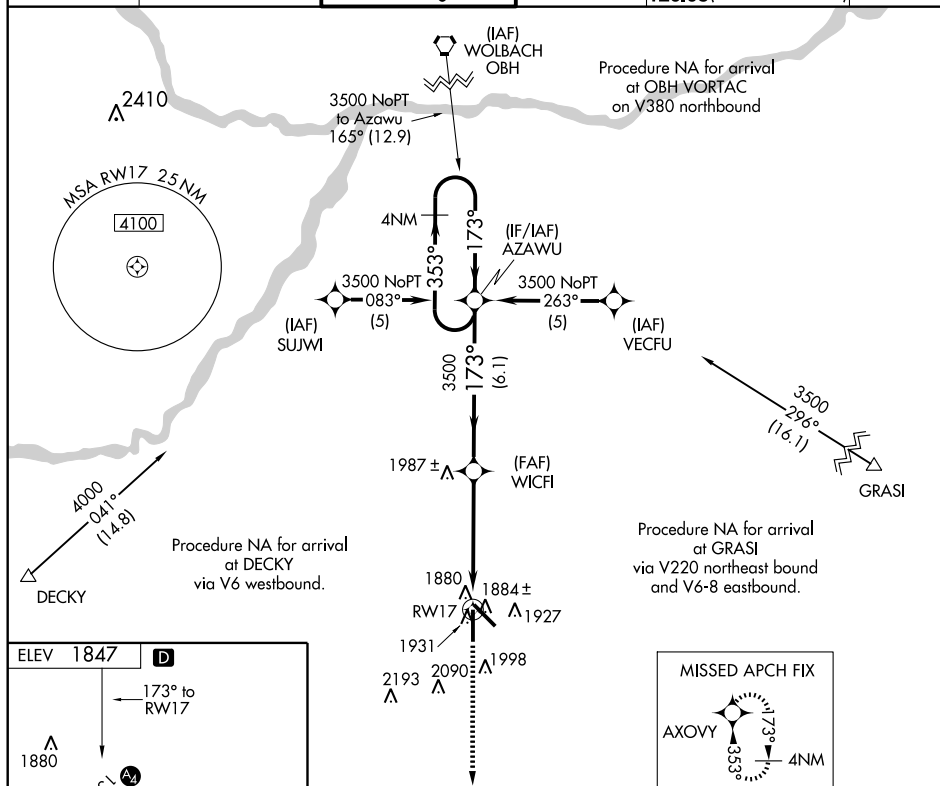 (IAF)
WOLBACH
OBH
Procedure NA for arrival
at OBH VORTAC
on V380 northbound
2410
3500 NoPT
to Azawu
165° (12.9)
MSA RW17 25 NM
4100
4NM
353°
173°
(IF/IAF)
AZAWU
3500 NoPT
083°
(5)
(IAF)
SUJWI
3500 NoPT
263°
(5)
(IAF)
VECFU
3500
173°
(6.1)
3500
296°
(16.1)
GRASI
1987 ±
(FAF)
WICFI
4000
041°
(14.8)
DECKY
Procedure NA for arrival
at DECKY
via V6 westbound.
Procedure NA for arrival
at GRASI
via V220 northeast bound
and V6-8 eastbound.
1880
1884 ±
RW17
1927
1931
1998
2090
2193
ELEV 1847
D
173° to
RW17
1880
A4
MISSED APCH FIX
AXOVY
173°
353°
4NM